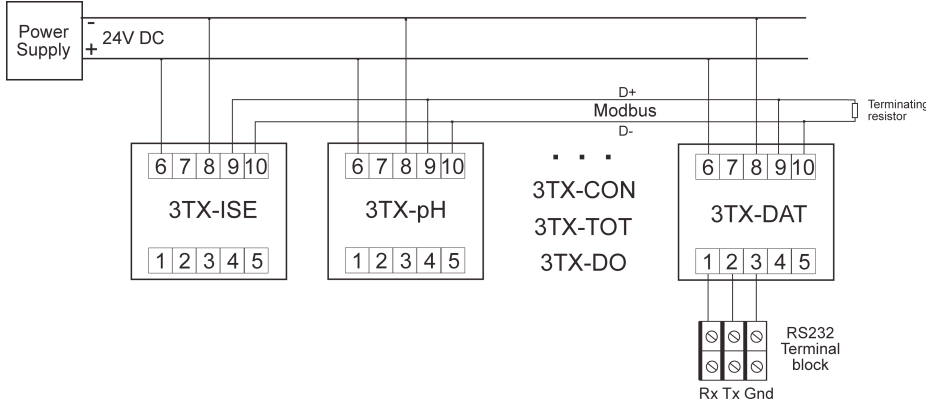 Power
Supply
-
+
24V DC
D+
Modbus
D-
Terminating
resistor
6 7 8 9 10
3TX-ISE
1 2 3 4 5
6 7 8 9 10
3TX-pH
1 2 3 4 5
. . .
3TX-CON
3TX-TOT
3TX-DO
6 7 8 9 10
3TX-DAT
1 2 3 4 5
RS232
Terminal
block
Rx Tx Gnd